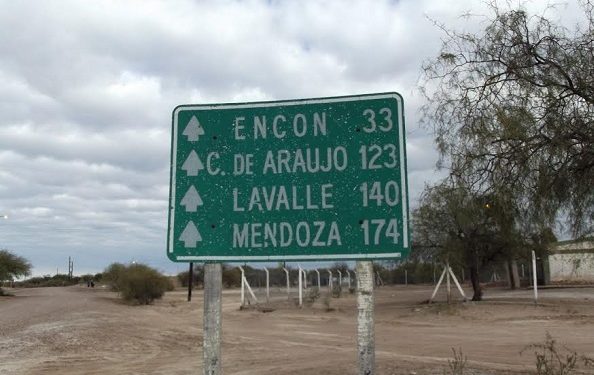 ENCON 33
C. DE ARAUJO 123
LAVALLE 140
MENDOZA 174